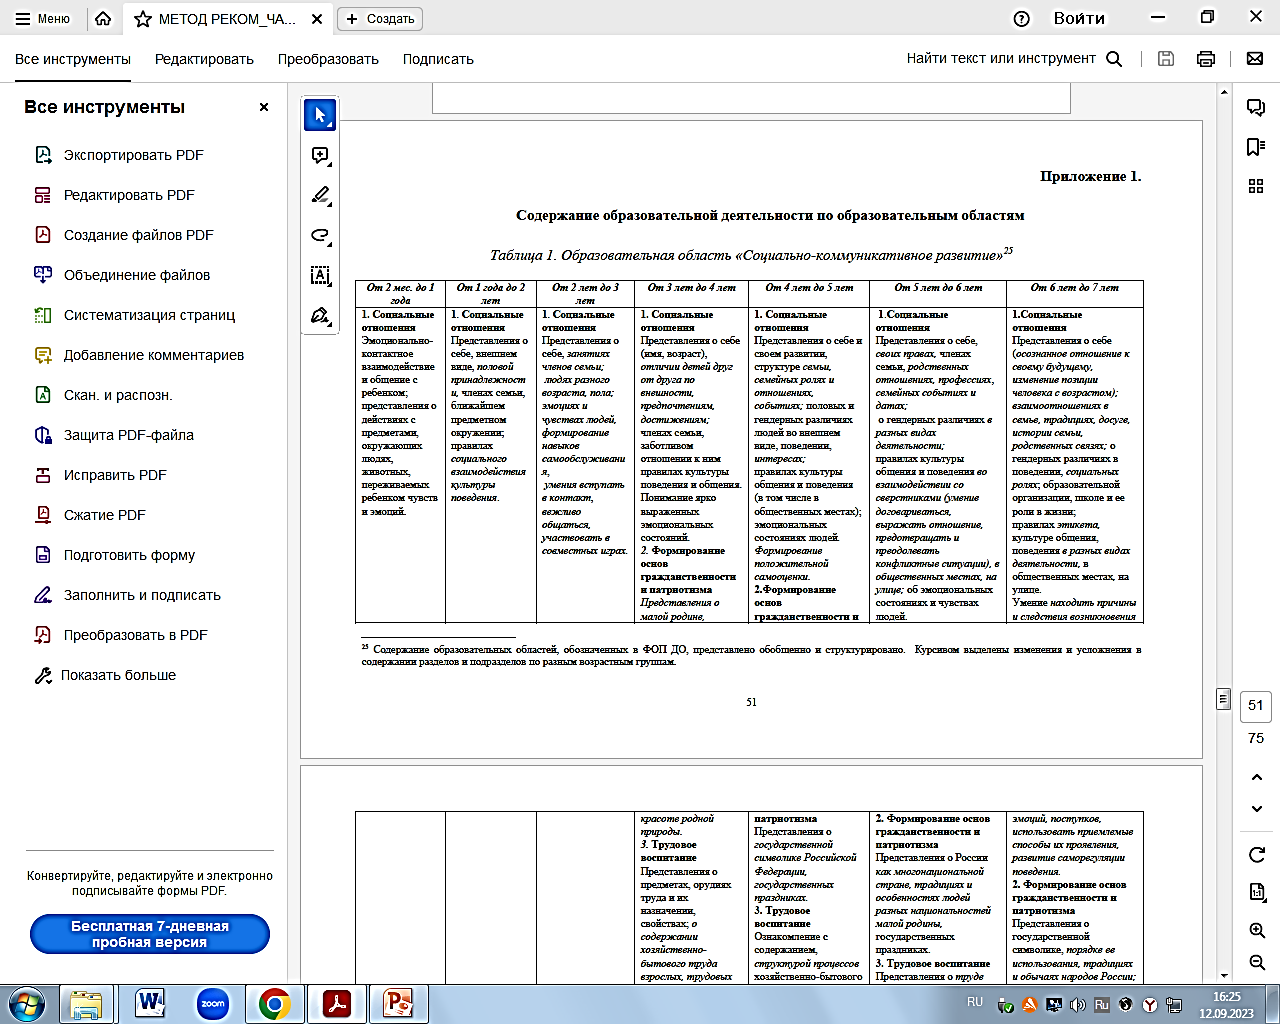 Меню
МЕТОД РЕКОМ_ЧА...
Создать
Войти
Все инструменты
Редактировать
Преобразовать
Подписать
Найти текст или инструмент
Все инструменты
Экспортировать PDF
Редактировать PDF
Создание файлов PDF
Объединение файлов
Систематизация страниц
Добавление комментариев
Скан. и распозн.
Защита PDF-файла
Исправить PDF
Сжатие PDF
Подготовить форму
Заполнить и подписать
Преобразовать в PDF
Показать больше
Конвертируйте, редактируйте и электронно
подписывайте формы PDF.
Бесплатная 7-дневная
пробная версия
Приложение 1.
Содержание образовательной деятельности по образовательным областям
Таблица 1. Образовательная область «Социально-коммуникативное развитие»25
От 2 мес. до 1
года
От 1 года до 2
лет
От 2 лет до 3
лет
От 3 лет до 4 лет
От 4 лет до 5 лет
От 5 лет до 6 лет
От 6 лет до 7 лет
1. Социальные
отношения
Эмоционально-
контактное
взаимодействие
и общение с
ребенком;
представления о
действиях с
предметами,
окружающих
людях,
животных,
переживаемых
ребенком чувств
и эмоций.
1. Социальные
отношения
Представления о
себе, внешнем
виде, половой
принадлежност
и, членах семьи,
ближайшем
предметном
окружении;
правилах
социального
взаимодействия
культуры
поведения.
1. Социальные
отношения
Представления о
себе, занятиях
членов семьи;
людях разного
возраста, пола;
эмоциях и
чувствах людей,
формирование
навыков
самообслуживани
я,
умения вступать
в контакт,
вежливо
общаться,
участвовать в
совместных играх.
1. Социальные
отношения
Представления о себе
(имя, возраст),
отличии детей друг
от друга по
внешности,
предпочтениям,
достижениям;
членах семьи,
заботливом
отношении к ним
правилах культуры
поведения и общения.
Понимание ярко
выраженных
эмоциональных
состояний.
2. Формирование
основ
гражданственности
и патриотизма
Представления о
малой родине,
1. Социальные
отношения
Представления о себе и
своем развитии,
структуре семьи,
семейных ролях и
отношениях,
событиях; половых и
гендерных различиях
людей во внешнем
виде, поведении,
интересах;
правилах культуры
общения и поведения
(в том числе в
общественных местах);
эмоциональных
состояниях людей.
Формирование
положительной
самооценки.
2.Формирование
основ
гражданственности и
1.Социальные
отношения
Представления о себе,
своих правах, членах
семьи, родственных
отношениях, профессиях,
семейных событиях и
датах;
о гендерных различиях в
разных видах
деятельности;
правилах культуры
общения и поведения во
взаимодействии со
сверстниками (умение
договариваться,
выражать отношение,
предотвращать и
преодолевать
конфликтные ситуации), в
общественных местах, на
улице; об эмоциональных
состояниях и чувствах
людей.
1.Социальные
отношения
Представления о себе
(осознанное отношение к
своему будущему,
изменение позиции
человека с возрастом);
взаимоотношениях в
семье, традициях, досуге,
истории семьи,
родственных связях; о
гендерных различиях в
поведении, социальных
ролях; образовательной
организации, школе и ее
роли в жизни;
правилах этикета,
культуре общения,
поведения в разных видах
деятельности, в
общественных местах, на
улице.
Умение находить причины
и следствия возникновения
25 Содержание образовательных областей, обозначенных в ФОП ДО, представлено обобщенно и структурировано. Курсивом выделены изменения и усложнения в
содержании разделов и подразделов по разным возрастным группам.
51
красоте родной
природы.
3. Трудовое
воспитание
Представления о
предметах, орудиях
труда и их
назначении,
свойствах; о
содержании
хозяйственно-
бытового труда
взрослых, трудовых
патриотизма
Представления о
государственной
символике Российской
Федерации,
государственных
праздниках.
3. Трудовое
воспитание
Ознакомление с
содержанием,
структурой процессов
хозяйственно-бытового
2. Формирование основ
гражданственности и
патриотизма
Представления о России
как многонациональной
стране, традициях и
особенностях людей
разных национальностей
малой родины,
государственных
праздниках.
3. Трудовое воспитание
Представления о труде
эмоций, поступков,
использовать приемлемые
способы их проявления,
развитие саморегуляции
поведения.
2. Формирование основ
гражданственности и
патриотизма
Представления о
государственной
символике, порядке ее
использования, традициях
и обычаях народов России;
51
75
zoom
RU
Ru
16:25
12.09.2023